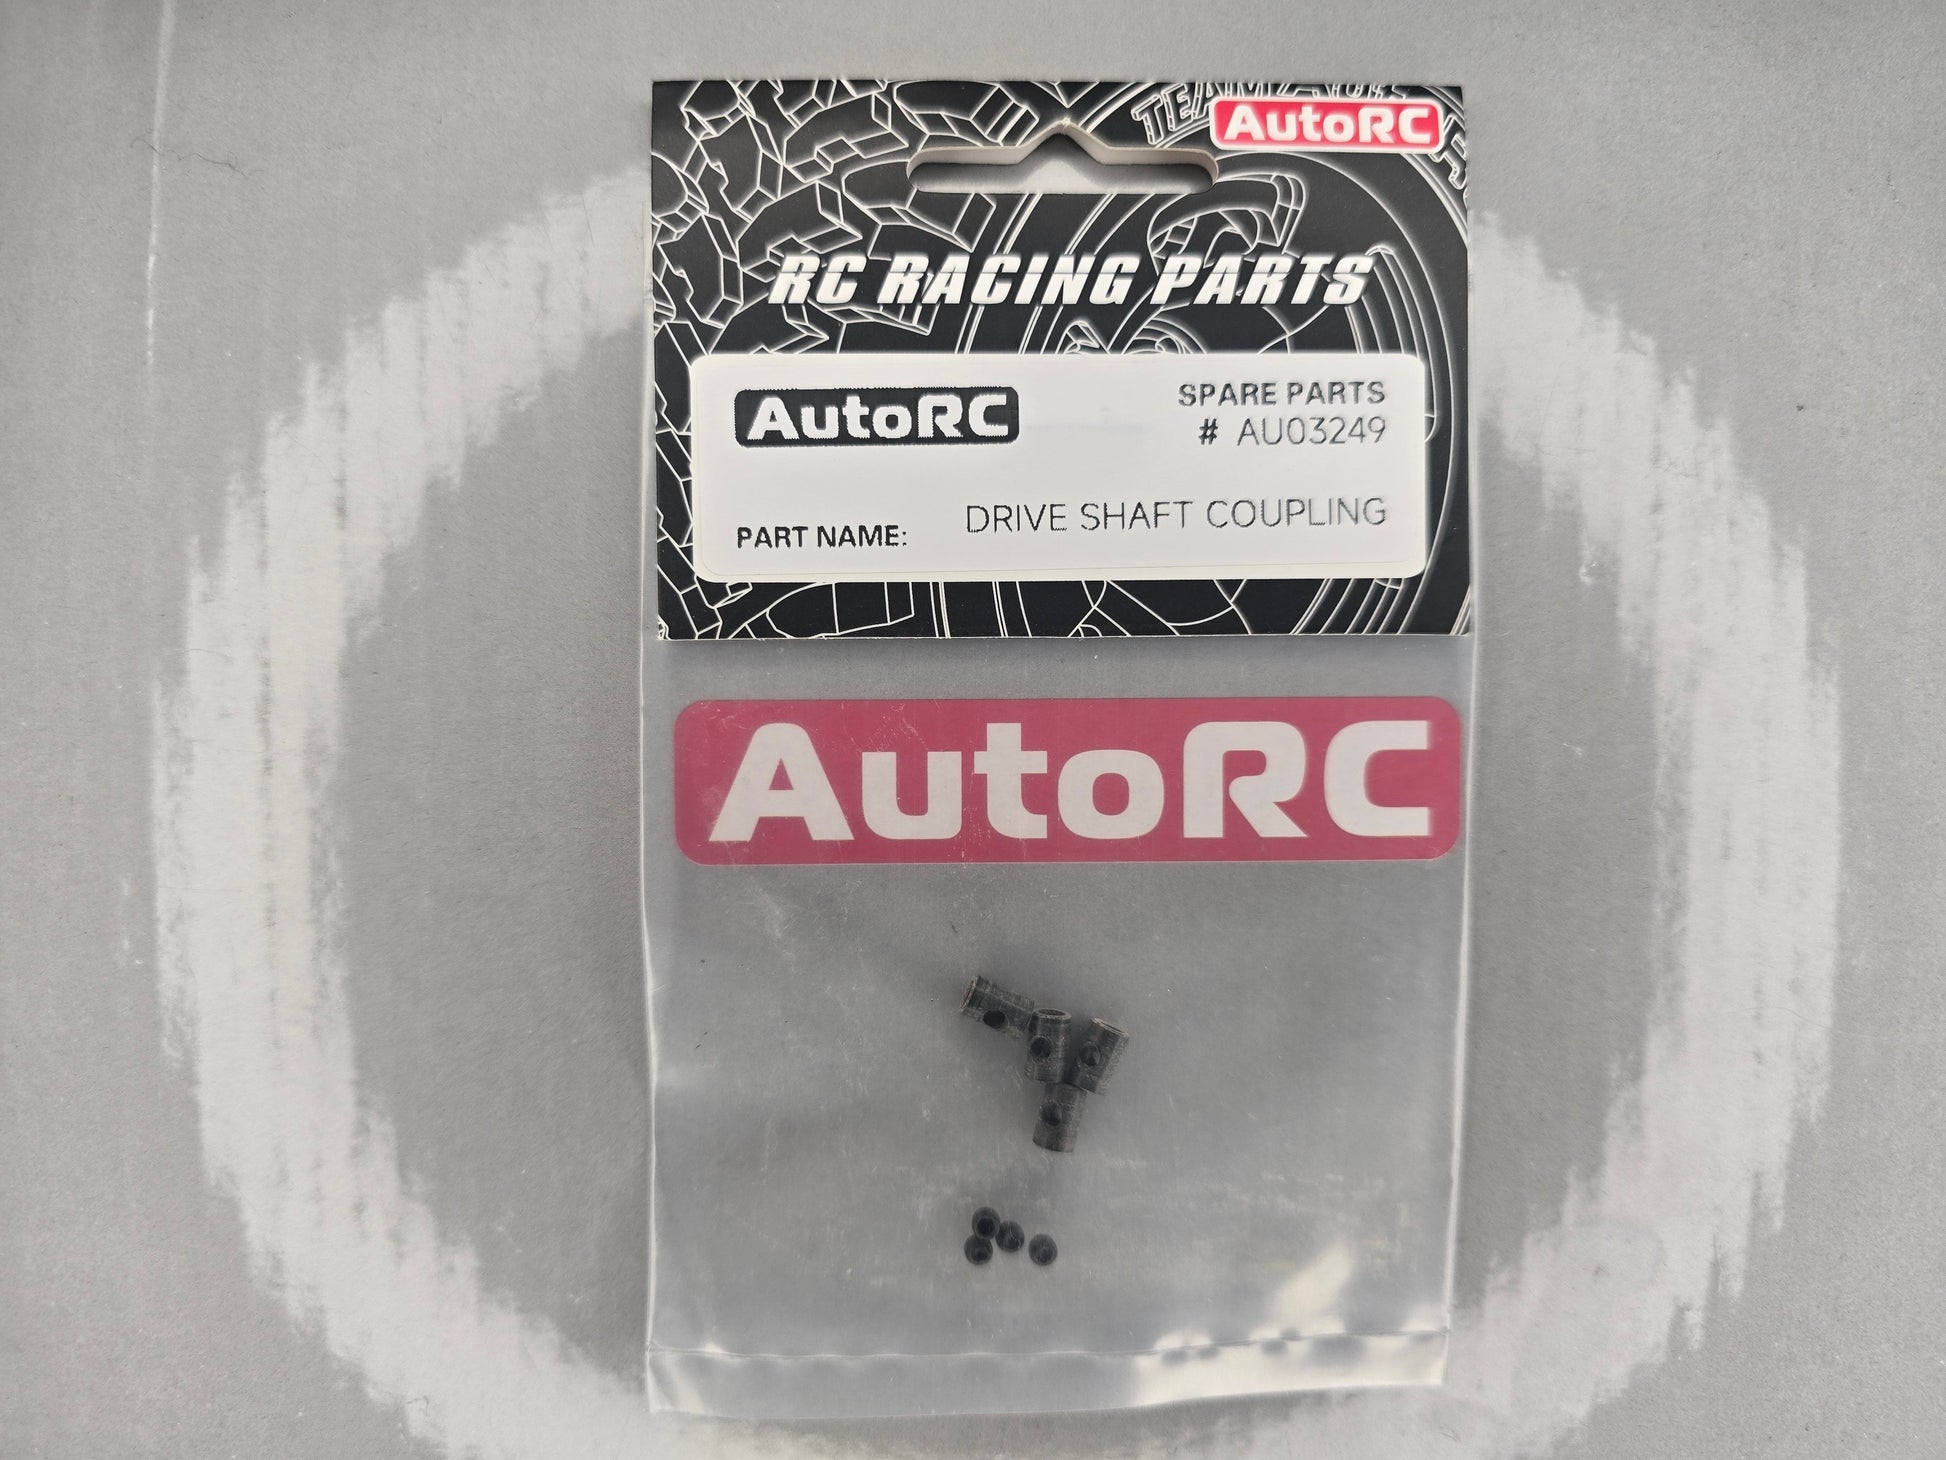 AutoRC
RC RACING PARTS
AutoRC
SPARE PARTS
# AU03249
PART NAME:
DRIVE SHAFT COUPLING
AutoRC